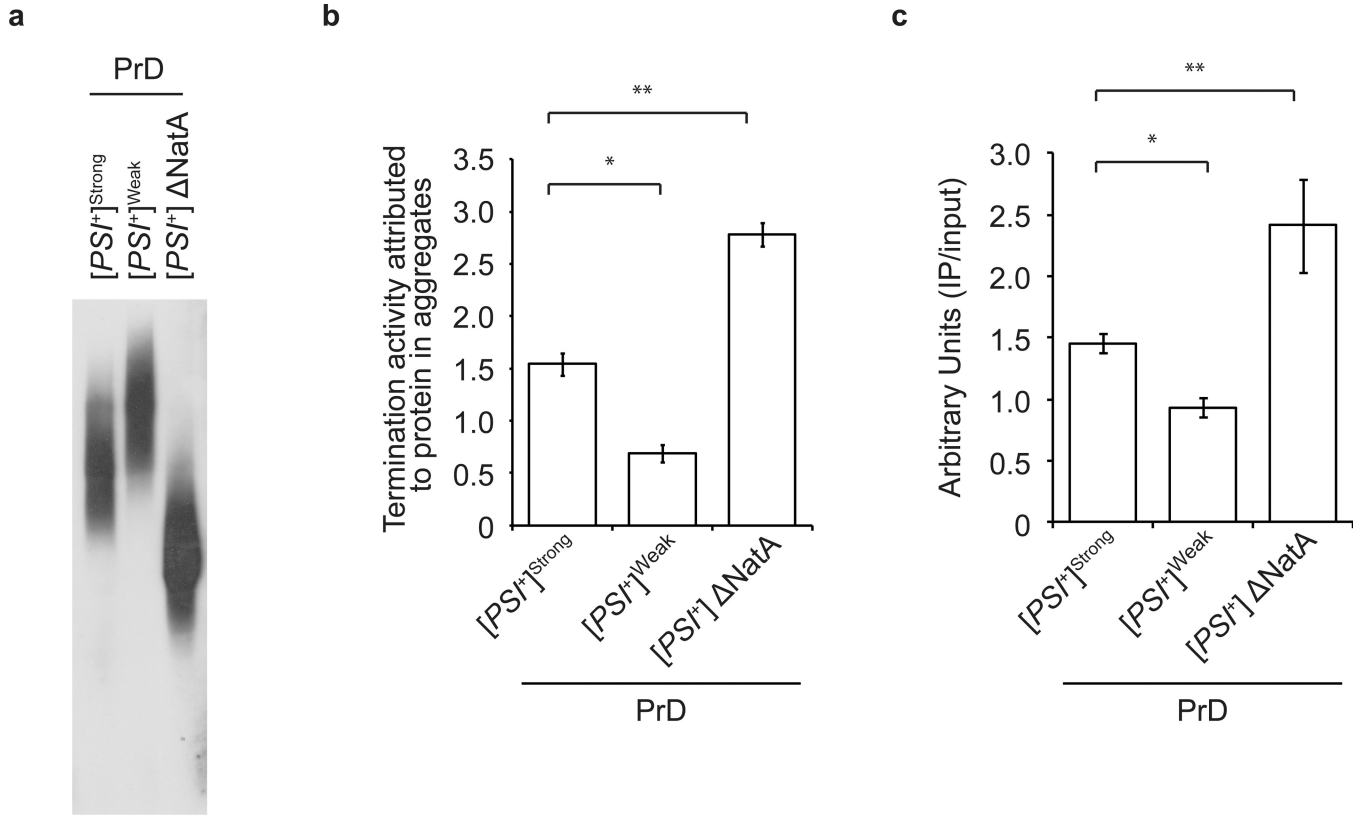 a
PrD
[PSI+]Strong
[PSI+]Weak
[PSI+] ΔNatA
b
**
*
Termination activity attributed
to protein in aggregates
3.5
3.0
2.5
2.0
1.5
1.0
0.5
0
[PSI+]Strong
[PSI+]Weak
[PSI+] ΔNatA
PrD
c
**
*
Arbitrary Units (IP/input)
3.0
2.5
2.0
1.5
1.0
0.5
0
[PSI+]Strong
[PSI+]Weak
[PSI+] ΔNatA
PrD